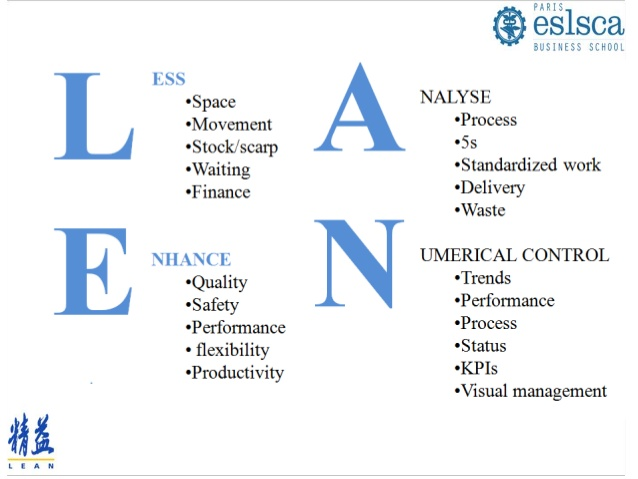 PARIS
eslsca
BUSINESS SCHOOL
L ESS
•Space
•Movement
•Stock/scarp
•Waiting
•Finance
A NALYSE
•Process
•5s
•Standardized work
•Delivery
•Waste
E NHANCE
•Quality
•Safety
•Performance
• flexibility
•Productivity
N UMERICAL CONTROL
•Trends
•Performance
•Process
•Status
•KPIs
•Visual management
精益
LEAN